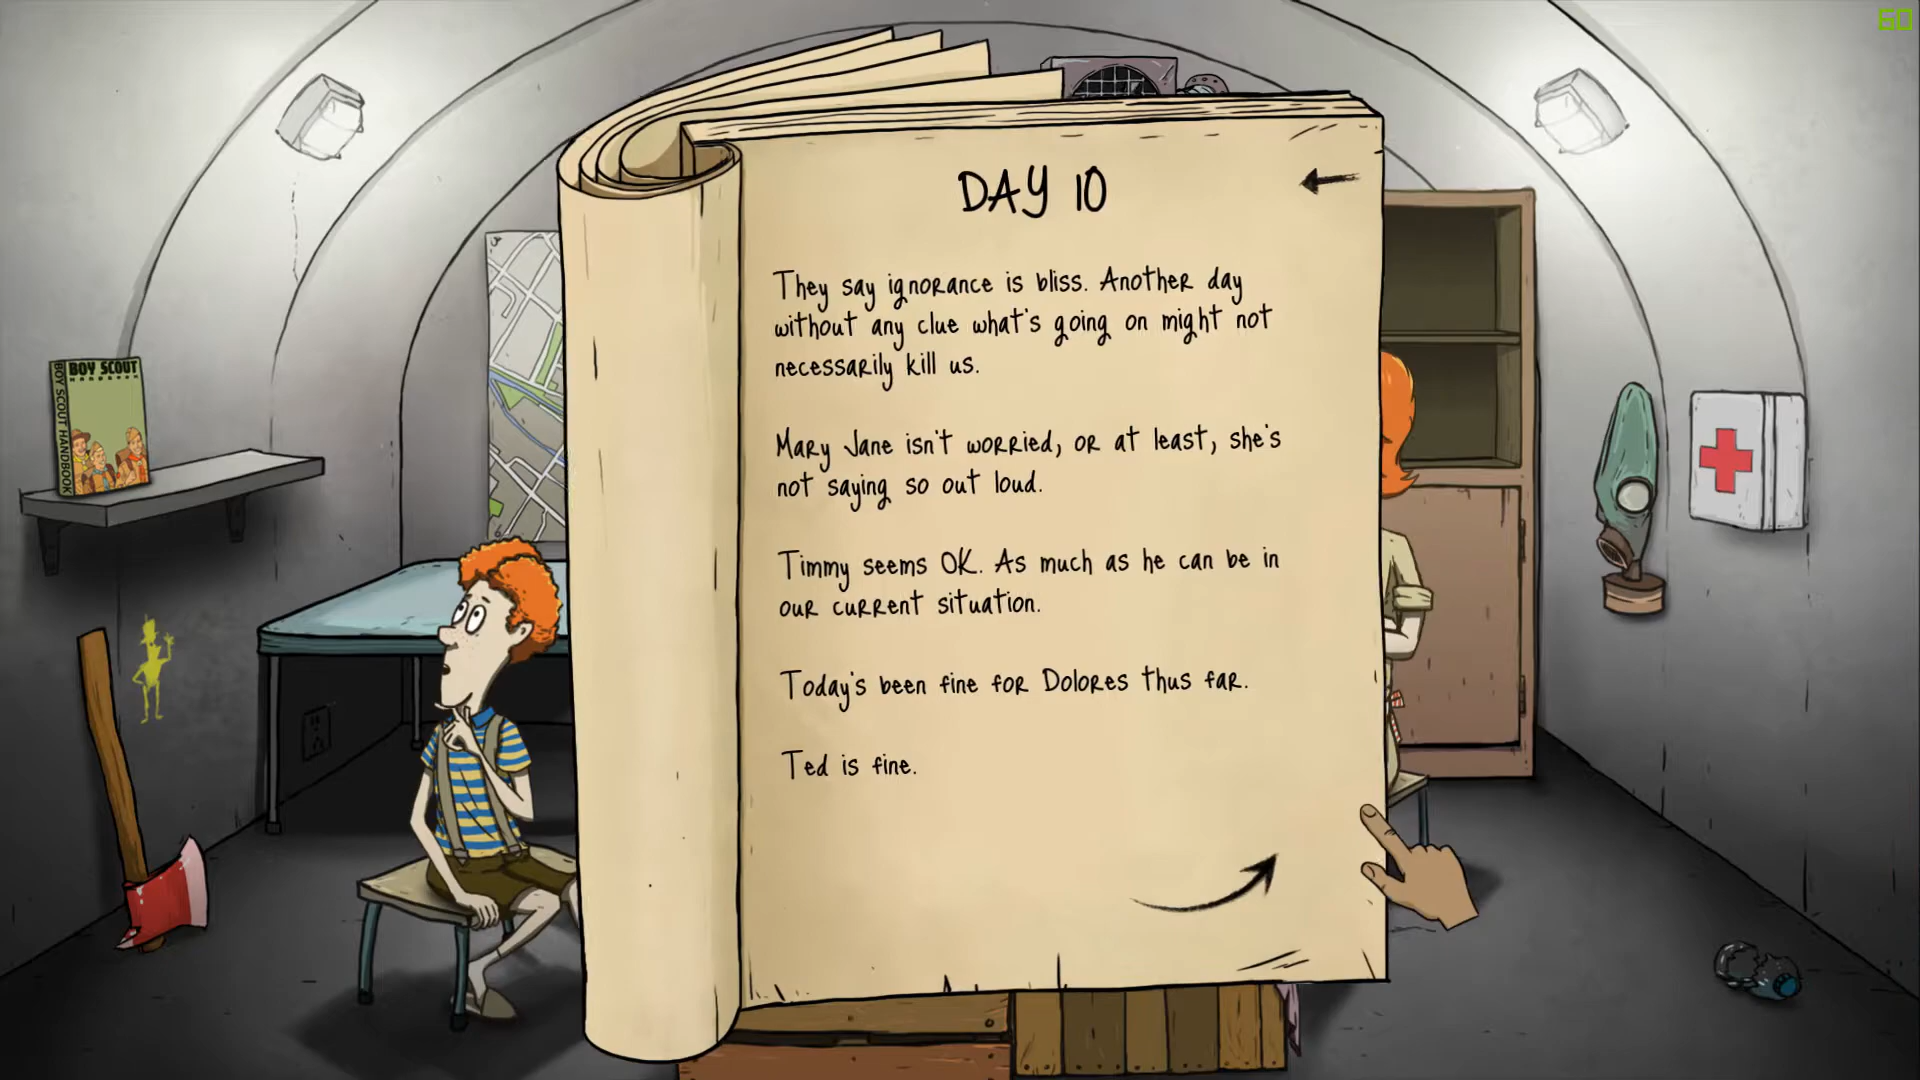 60
DAY 10
They say ignorance is bliss. Another day
without any clue what's going on might not
necessarily kill us.
Mary Jane isn't worried, or at least, she's
not saying so out loud.
Timmy seems OK. As much as he can be in
our current situation.
Today's been fine for Dolores thus far.
Ted is fine.
BOY SCOUT
HANDBOOK
BOY SCOUT HANDBOOK